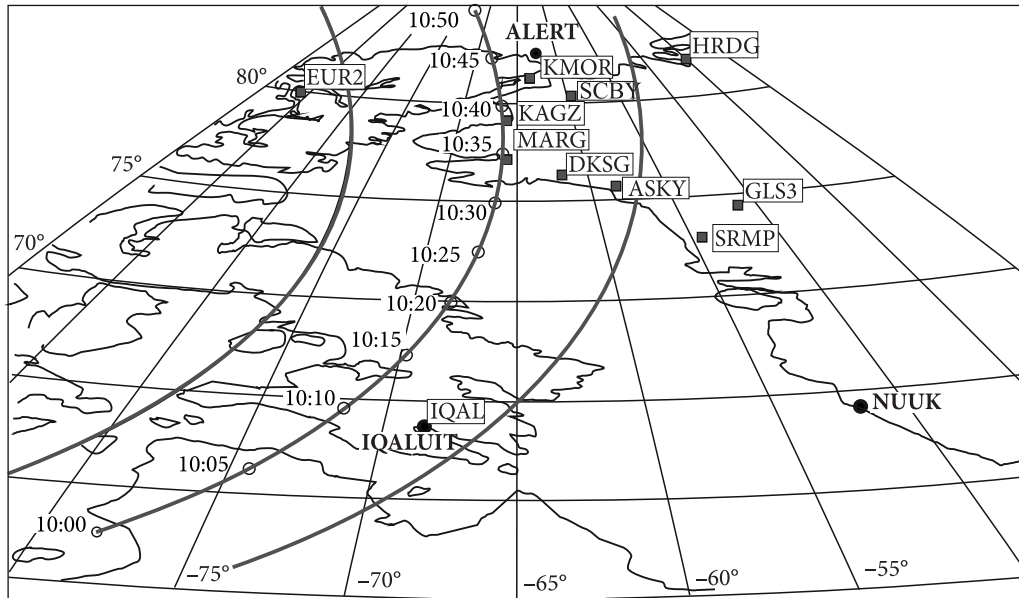 10:50
ALERT
HRDG
10:45
KMOR
80°
EUR2
SCBY
10:40
KAGZ
10:35
MARG
75°
DKSG
ASKY
GLS3
10:30
SRMP
70°
10:25
10:20
10:15
10:10
IQAL
NUUK
IQALUIT
10:05
10:00
–75°
–70°
–65°
–60°
–55°